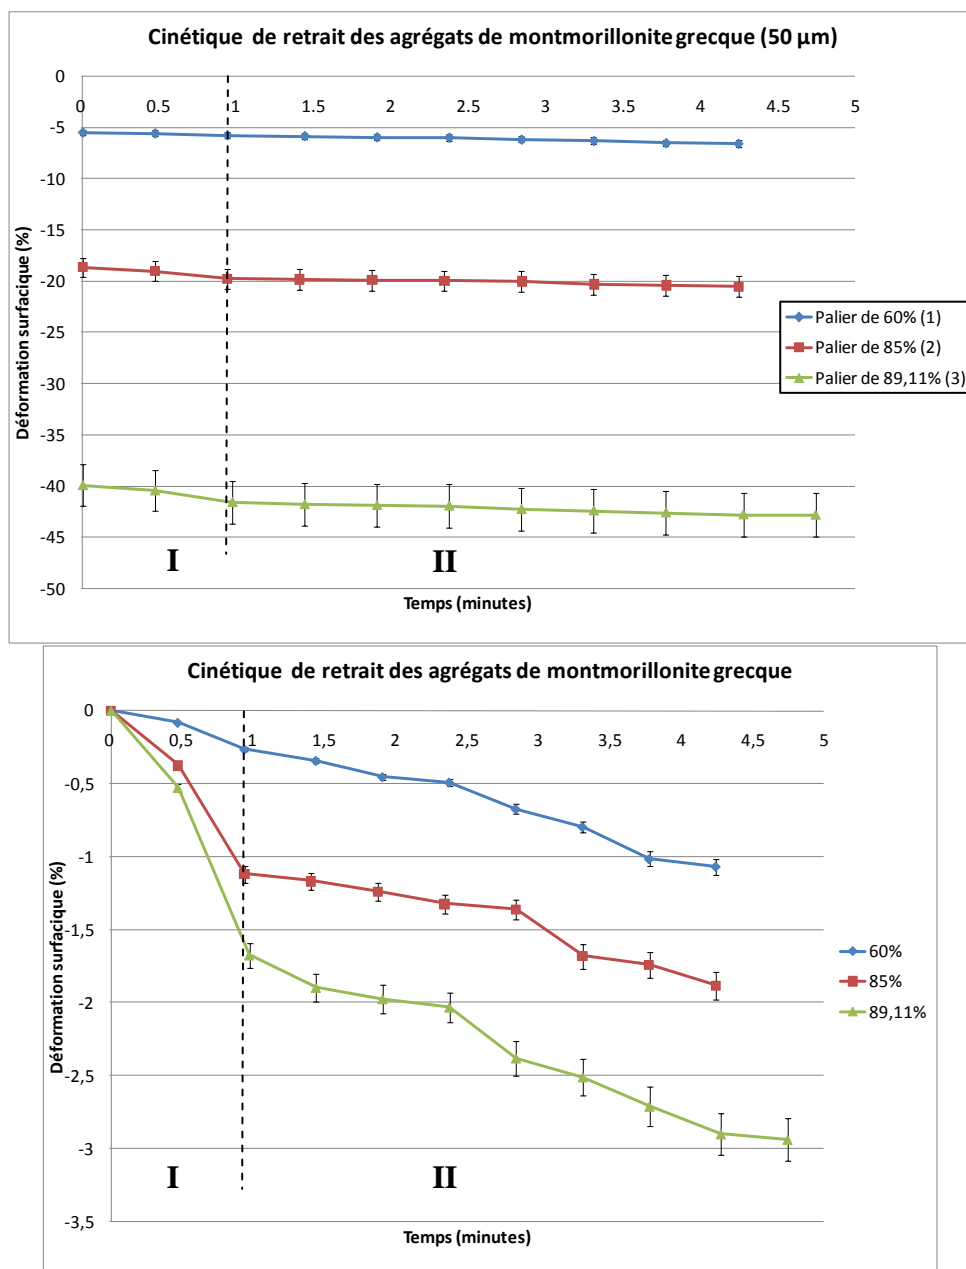 Cinétique de retrait des agrégats de montmorillonite grecque (50 µm)
0
0 0.5 1 1.5 2 2.5 3 3.5 4 4.5 5
-5
-10
-15
-20
-25
-30
-35
-40
-45
-50
Déformation surfacique (%)
Palier de 60% (1)
Palier de 85% (2)
Palier de 89,11% (3)
I II
Temps (minutes)
Cinétique de retrait des agrégats de montmorillonite grecque
0
0 0,5 1 1,5 2 2,5 3 3,5 4 4,5 5
-0,5
-1
-1,5
-2
-2,5
-3
-3,5
Déformation surfacique (%)
60%
85%
89,11%
I II
Temps (minutes)